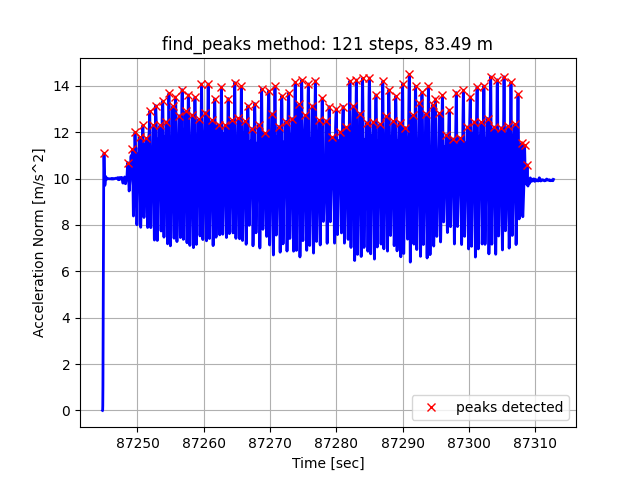 find_peaks method: 121 steps, 83.49 m
Acceleration Norm [m/s^2]
14
12
10
8
6
4
2
0
peaks detected
87250 87260 87270 87280 87290 87300 87310
Time [sec]